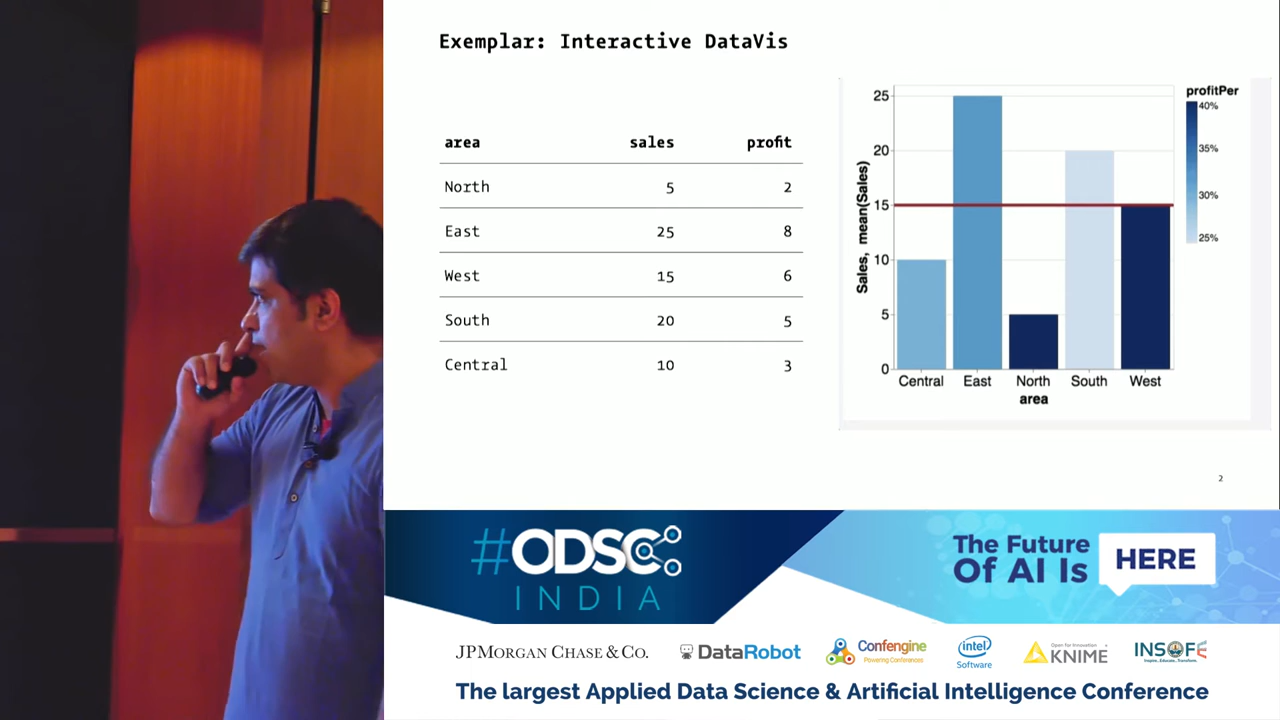 Exemplar: Interactive DataVis
area sales profit
North 5 2
East 25 8
West 15 6
South 20 5
Central 10 3
Sales, mean(Sales)
25
20
15
10
5
0
Central East North South West
area
profitPer
40%
35%
30%
25%
2
#ODSC
INDIA
The Future
Of AI Is
HERE
JPMORGAN CHASE & CO.
DataRobot
Confengine
Powering Conferences
intel
Software
Open for Innovation
KNIME
INSOFE
Inspire...Educate...Transform.
The largest Applied Data Science & Artificial Intelligence Conference